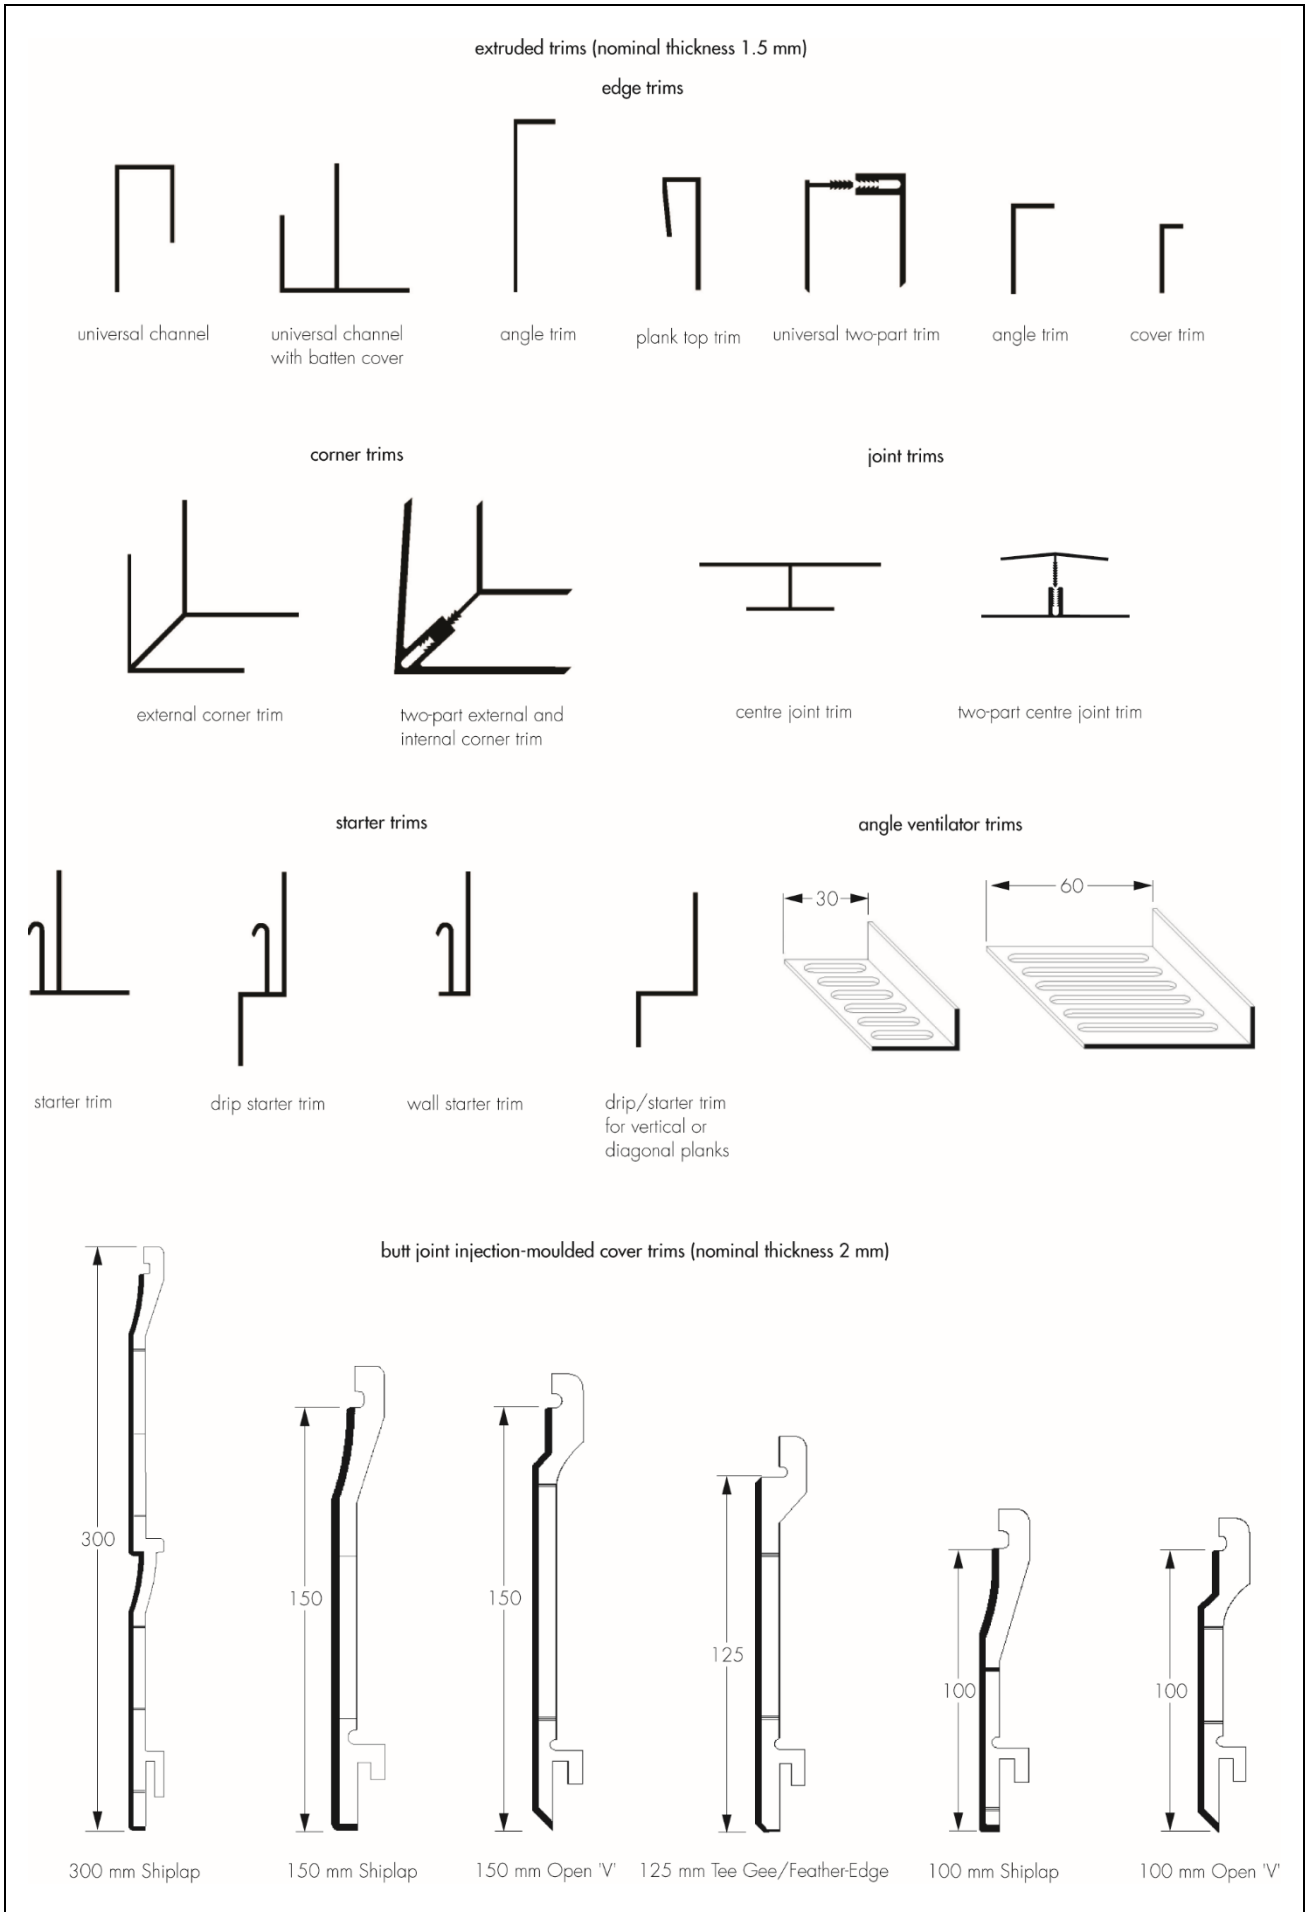 extruded trims (nominal thickness 1.5 mm)
edge trims
universal channel
universal channel
with batten cover
angle trim
plank top trim
universal two-part trim
angle trim
cover trim
corner trims
joint trims
external corner trim
two-part external and
internal corner trim
centre joint trim
two-part centre joint trim
starter trims
angle ventilator trims
30
60
starter trim
drip starter trim
wall starter trim
drip/starter trim
for vertical or
diagonal planks
butt joint injection-moulded cover trims (nominal thickness 2 mm)
300
150
150
125
100
100
300 mm Shiplap
150 mm Shiplap
150 mm Open 'V'
125 mm Tee Gee/Feather-Edge
100 mm Shiplap
100 mm Open 'V'